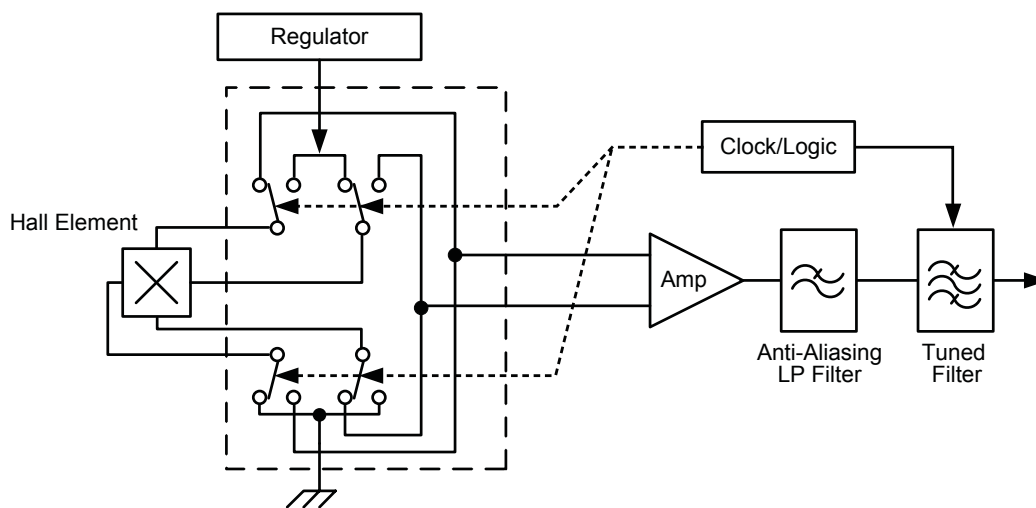 Regulator
Clock/Logic
Hall Element
Amp
Anti-Aliasing
LP Filter
Tuned
Filter